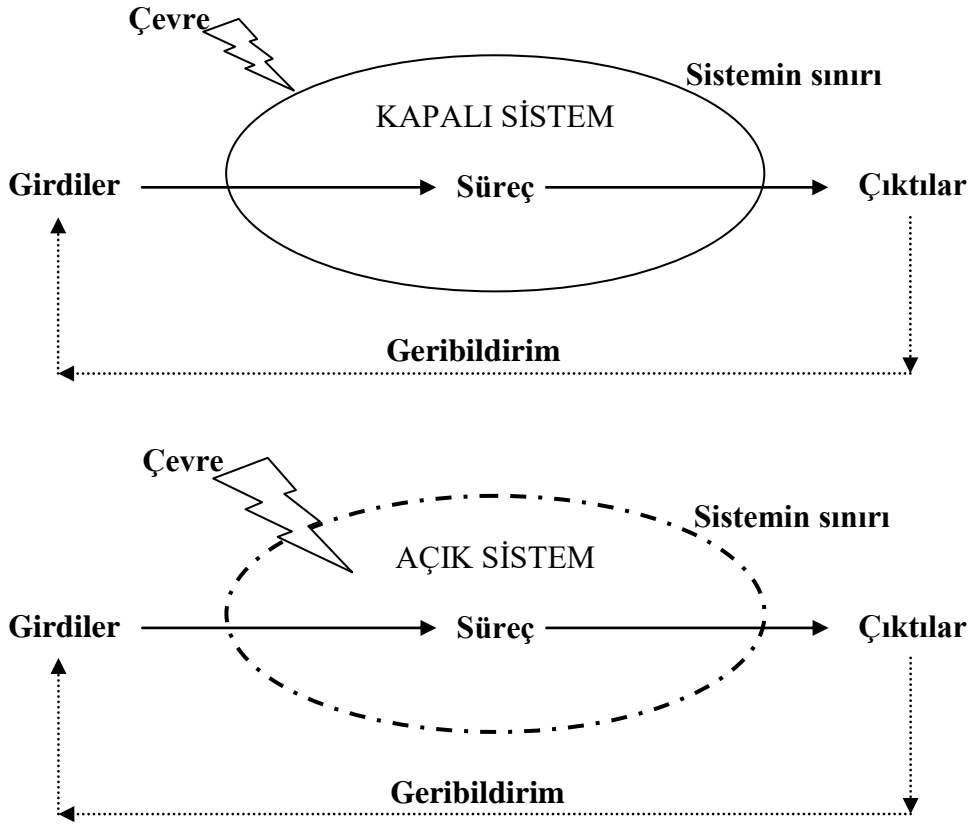 Çevre
Sistemin sınırı
KAPALI SİSTEM
Girdiler
Süreç
Çıktılar
Geribildirim
Çevre
Sistemin sınırı
AÇIK SİSTEM
Girdiler
Süreç
Çıktılar
Geribildirim